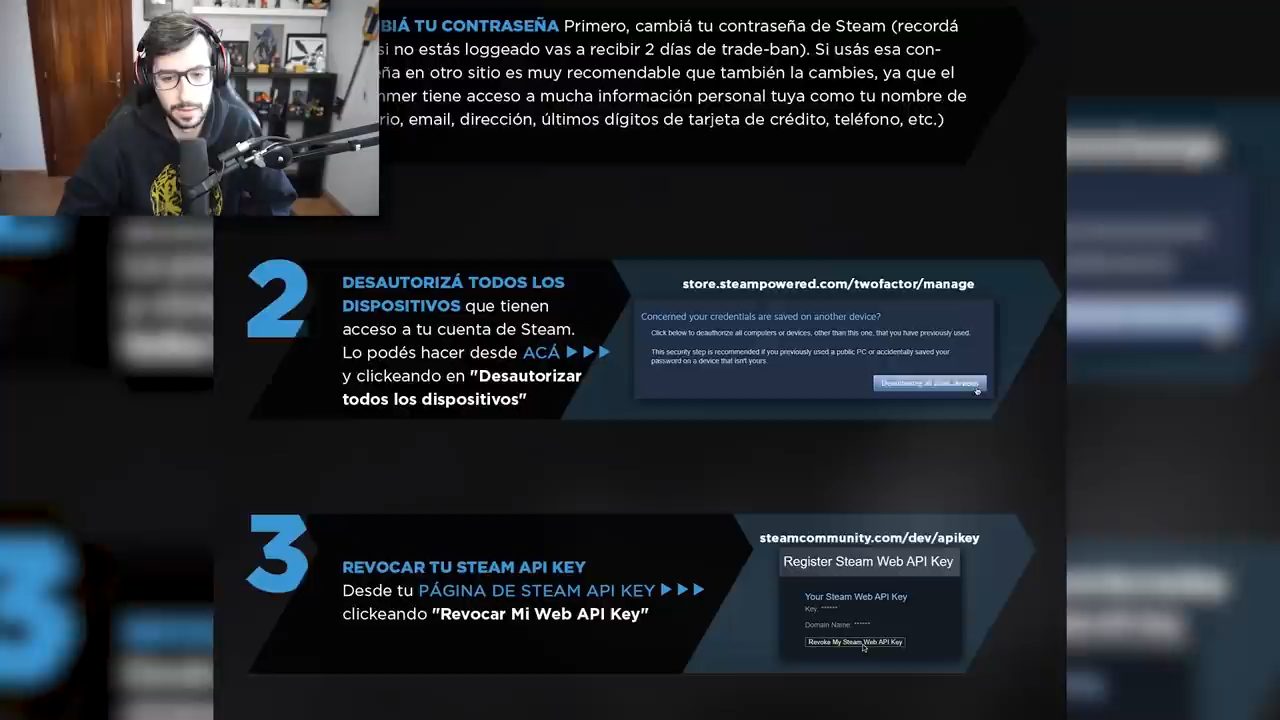 BIÁ TU CONTRASEÑA Primero, cambiá tu contraseña de Steam (recordá
si no estás loggeado vas a recibir 2 días de trade-ban). Si usás esa con-
eña en otro sitio es muy recomendable que también la cambies, ya que el
mmer tiene acceso a mucha información personal tuya como tu nombre de
rio, email, dirección, últimos dígitos de tarjeta de crédito, teléfono, etc.)
2
DESAUTORIZÁ TODOS LOS
DISPOSITIVOS que tienen
acceso a tu cuenta de Steam.
Lo podés hacer desde ACÁ
y clickeando en "Desautorizar
todos los dispositivos"
store.steampowered.com/twofactor/manage
Concerned your credentials are saved on another device?
Click below to deauthorize all computers or devices, other than this one, that you have previously used.
This security step is recommended if you previously used a public PC or accidentally saved your
password on a device that isn't yours.
3
REVOCAR TU STEAM API KEY
Desde tu PÁGINA DE STEAM API KEY
clickeando "Revocar Mi Web API Key"
steamcommunity.com/dev/apikey
Register Steam Web API Key
Your Steam Web API Key
Key: ******
Domain Name: ******
Revoke My Steam Web API Key